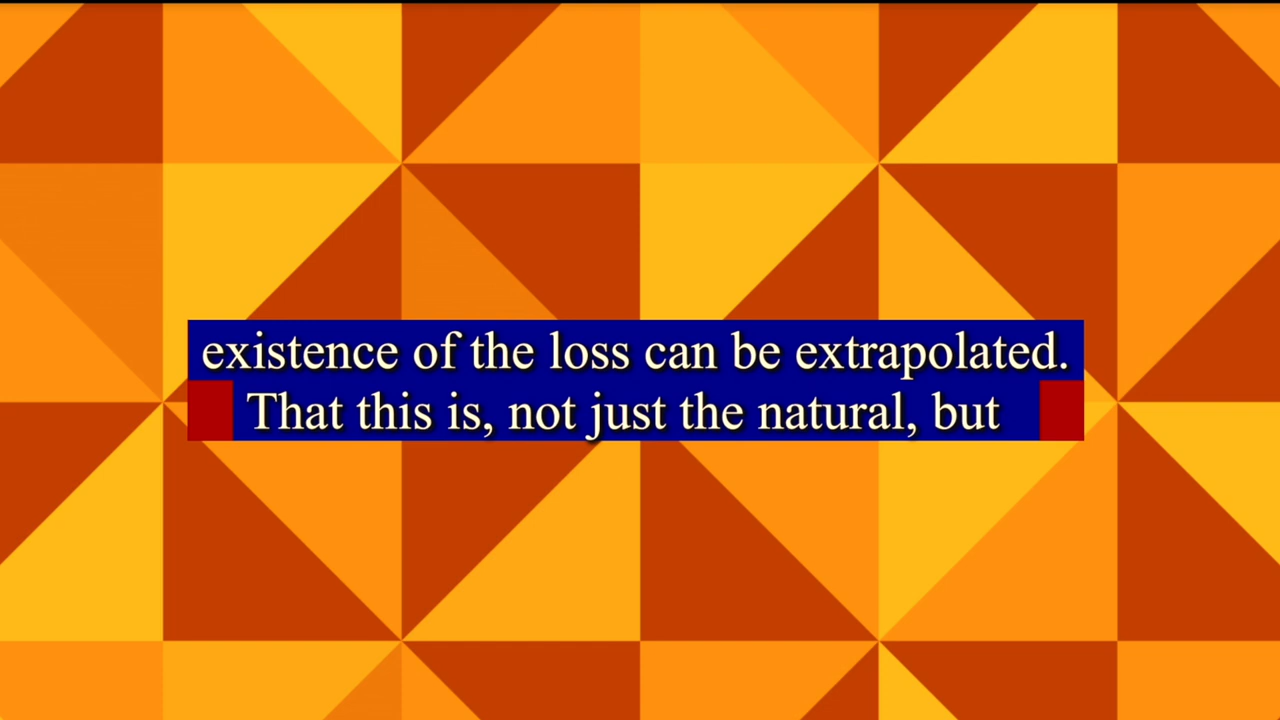 existence of the loss can be extrapolated.
That this is, not just the natural, but